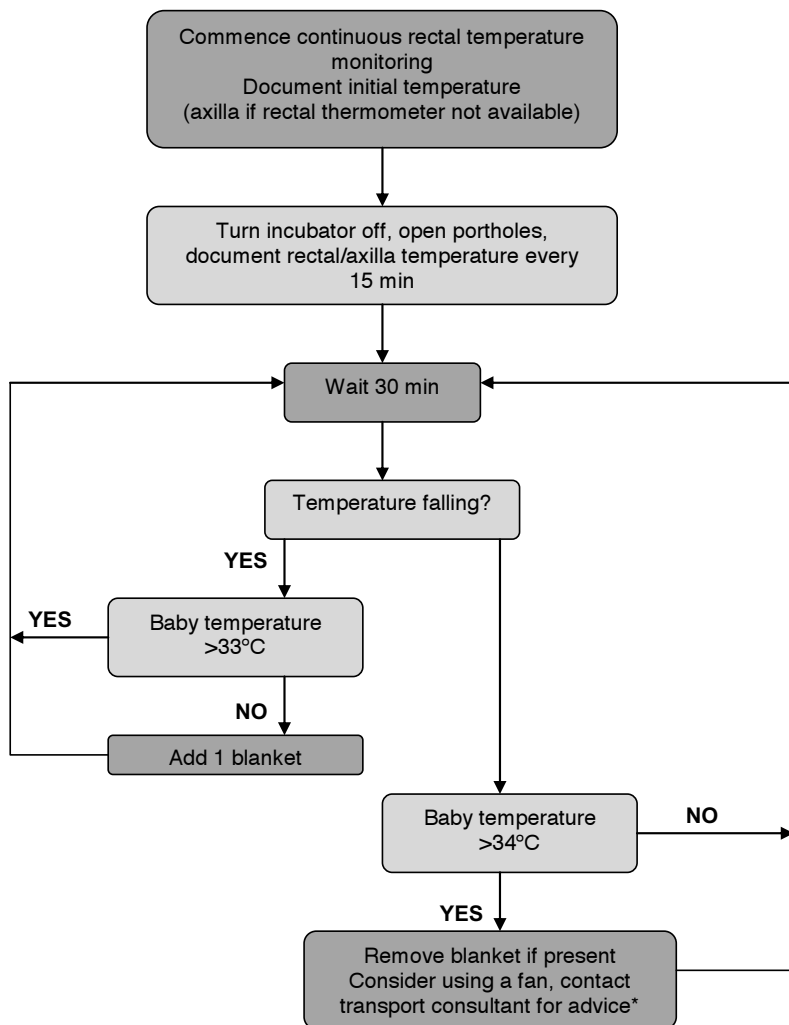 Commence continuous rectal temperature
monitoring
Document initial temperature
(axilla if rectal thermometer not available)
Turn incubator off, open portholes,
document rectal/axilla temperature every
15 min
Wait 30 min
Temperature falling?
YES
YES
Baby temperature
>33ºC
NO
Add 1 blanket
Baby temperature
>34ºC
NO
YES
Remove blanket if present
Consider using a fan, contact
transport consultant for advice*